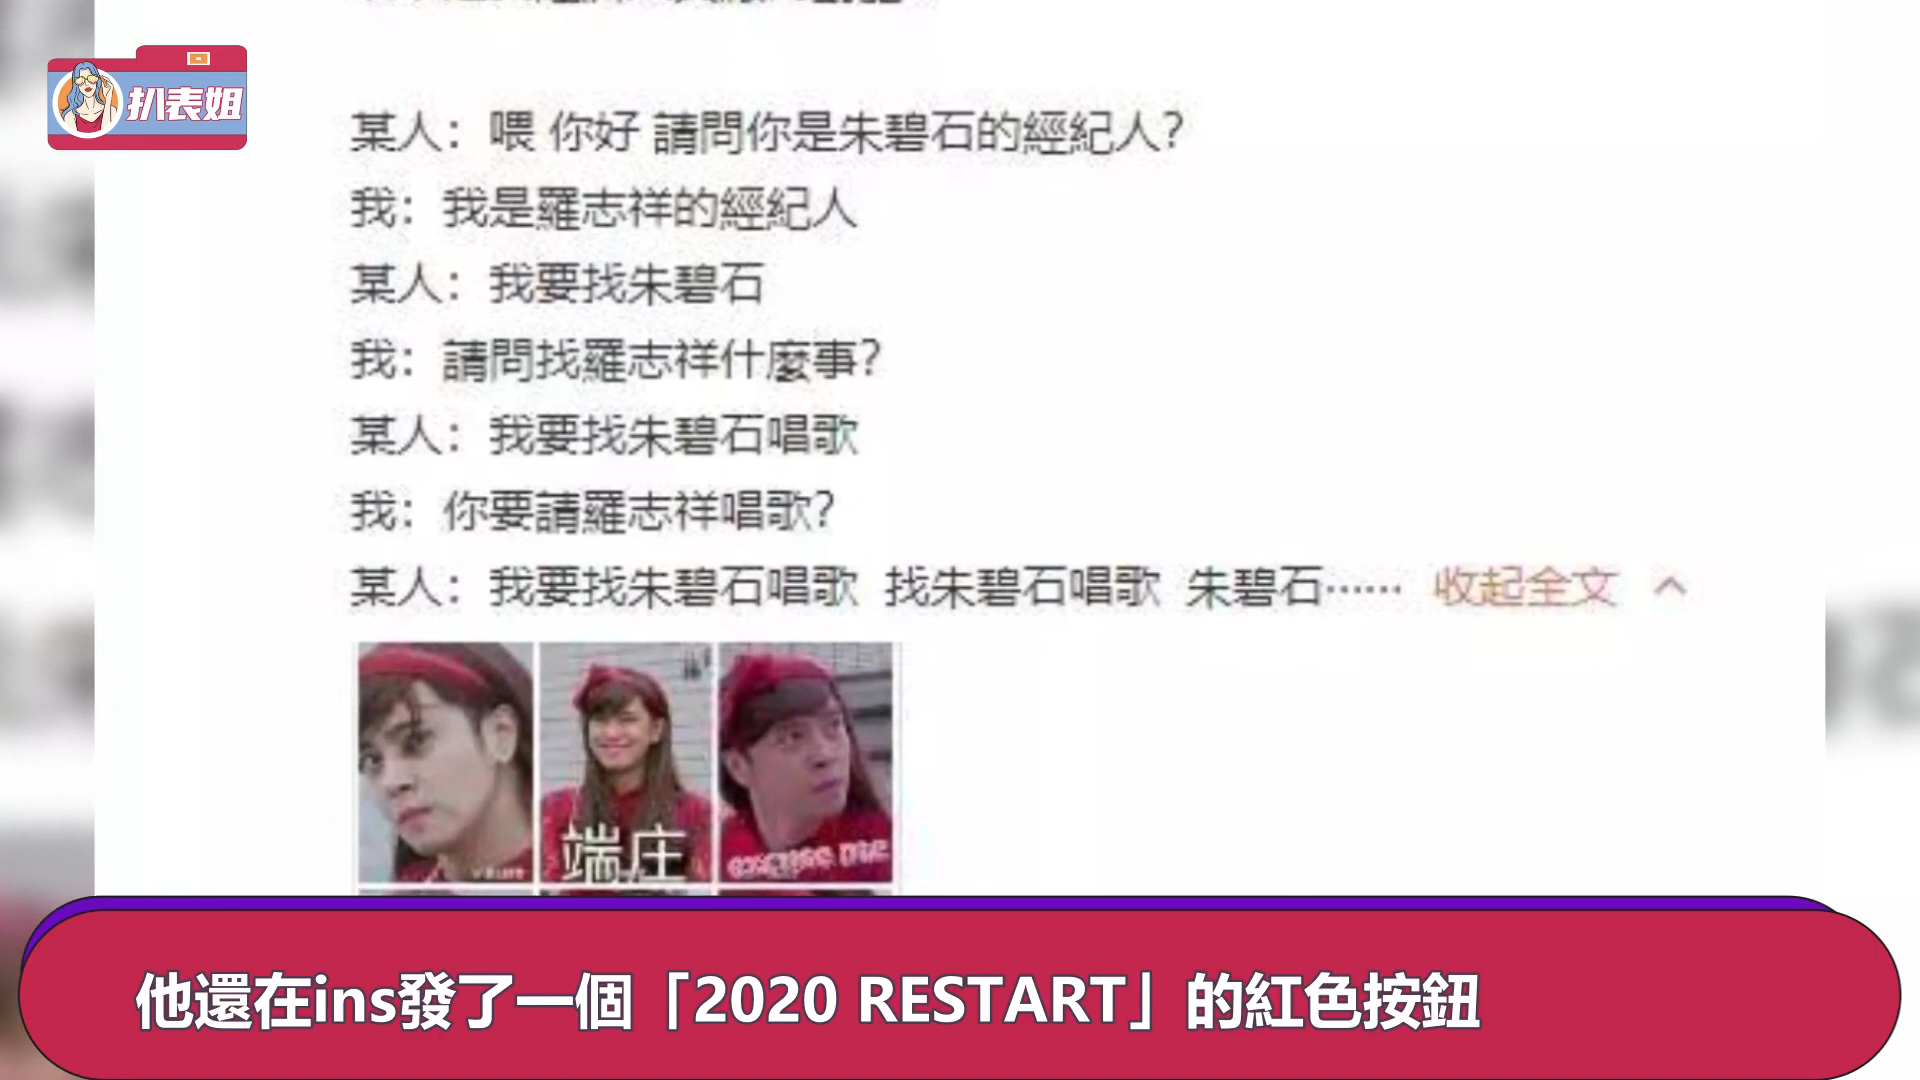 扒表姐
某人：喂 你好 請問你是朱碧石的經紀人？
我：我是羅志祥的經紀人
某人：我要找朱碧石
我：請問找羅志祥什麼事？
某人：我要找朱碧石唱歌
我：你要請羅志祥唱歌？
某人：我要找朱碧石唱歌 找朱碧石唱歌 朱碧石…… 收起全文
端庄
他還在ins發了一個「2020 RESTART」的紅色按鈕